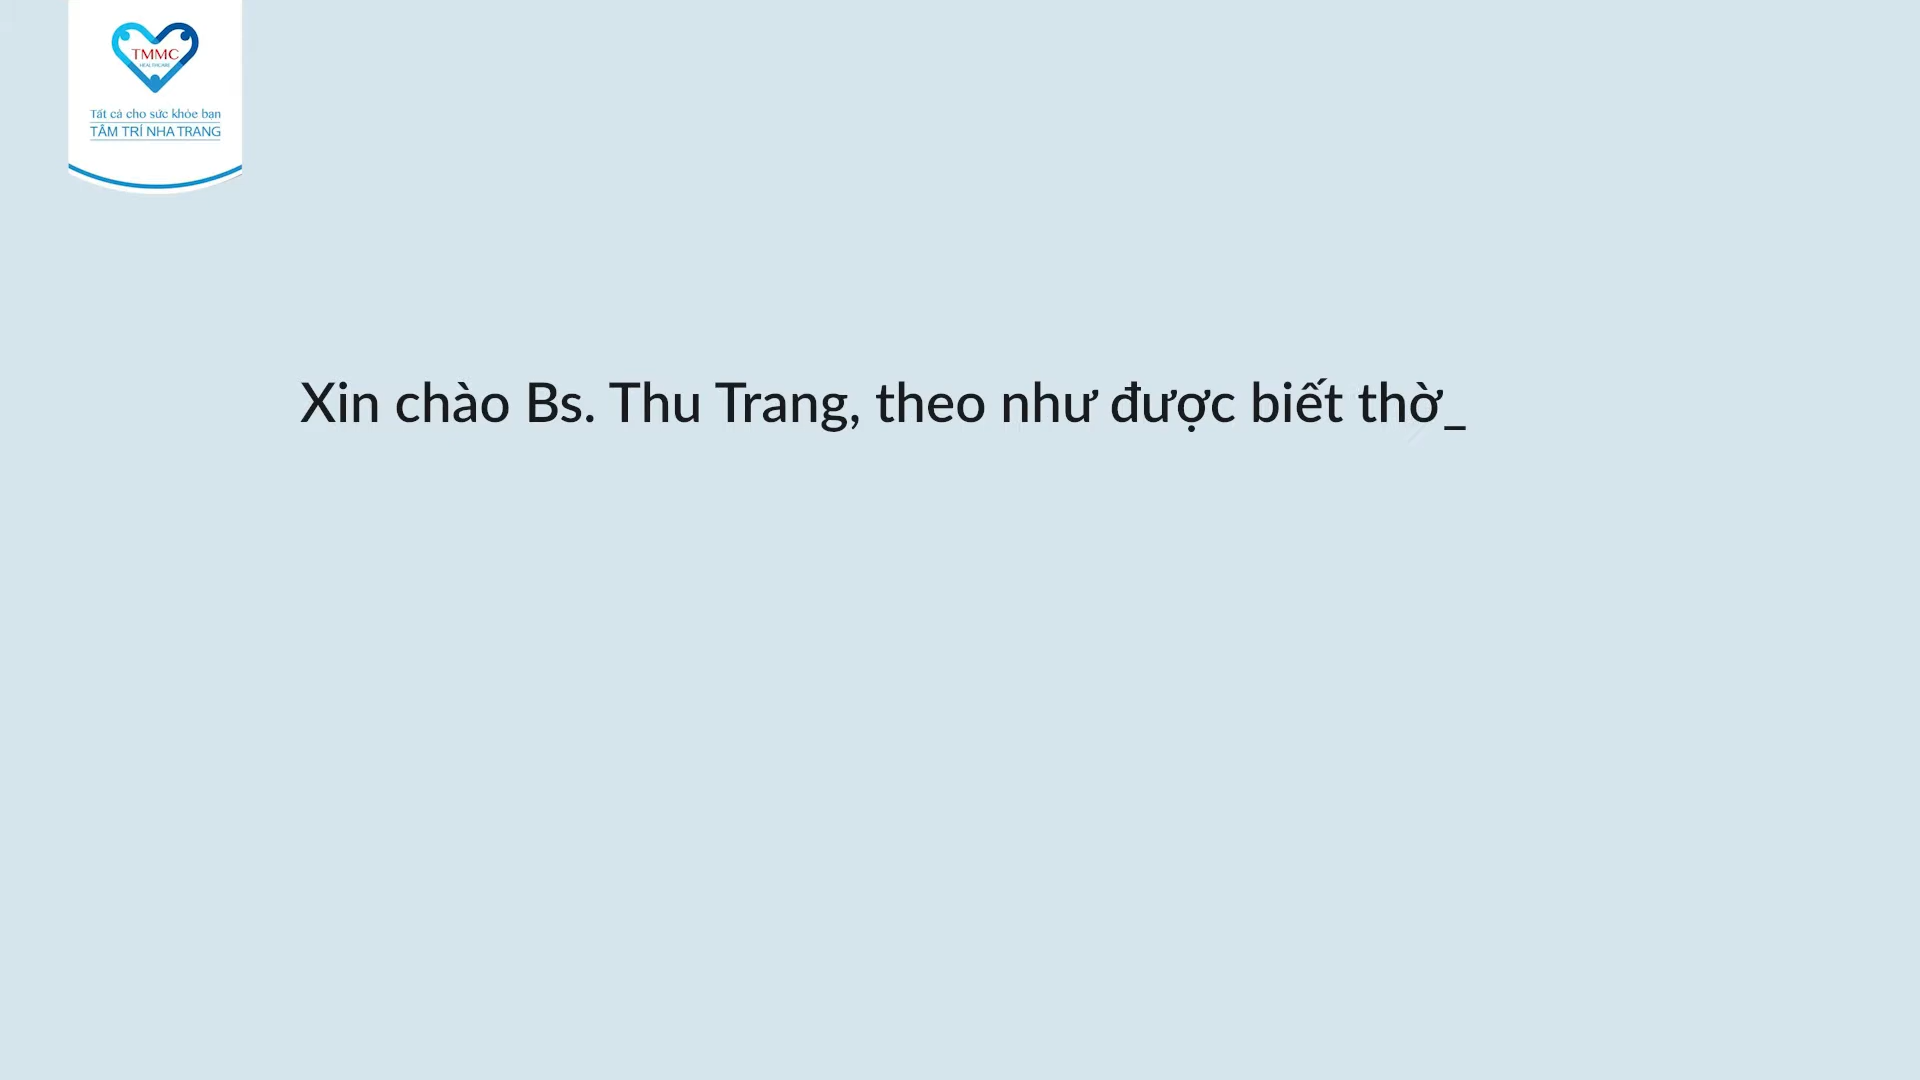 TMMC
HEALTHCARE
Tất cả cho sức khỏe bạn
TÂM TRÍ NHA TRANG
Xin chào Bs. Thu Trang, theo như được biết thờ_